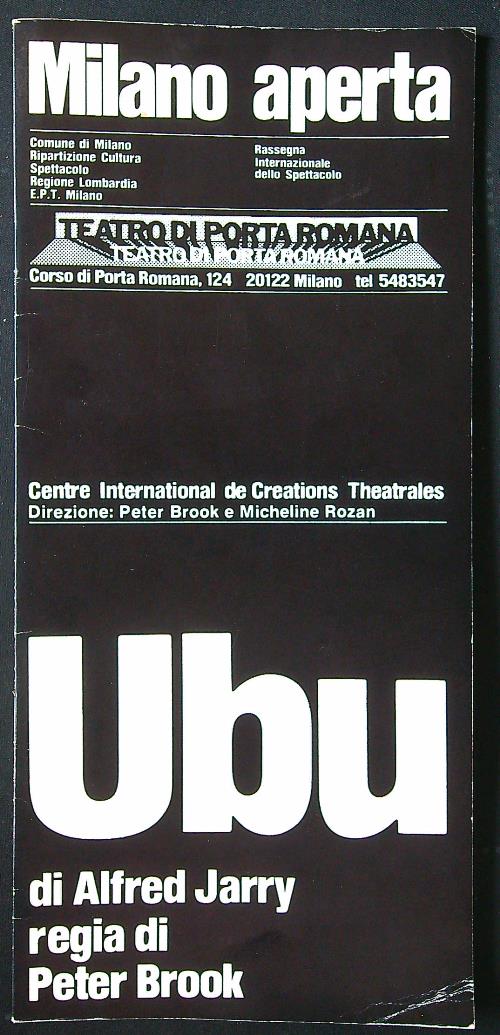 Milano aperta
Comune di Milano
Ripartizione Cultura
Spettacolo
Regione Lombardia
E.P.T. Milano
Rassegna
Internazionale
dello Spettacolo
TEATRO DI PORTA ROMANA
TEATRO DI PORTA ROMANA
Corso di Porta Romana, 124 20122 Milano tel 5483547
Centre International de Creations Theatrales
Direzione: Peter Brook e Micheline Rozan
Ubu
di Alfred Jarry
regia di
Peter Brook